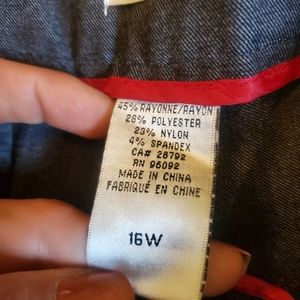 45% RAYONNE/RAYON
28% POLYESTER
23% NYLON
4% SPANDEX
CA# 26792
RN 96092
MADE IN CHINA
FABRIQUÉ EN CHINE
16W